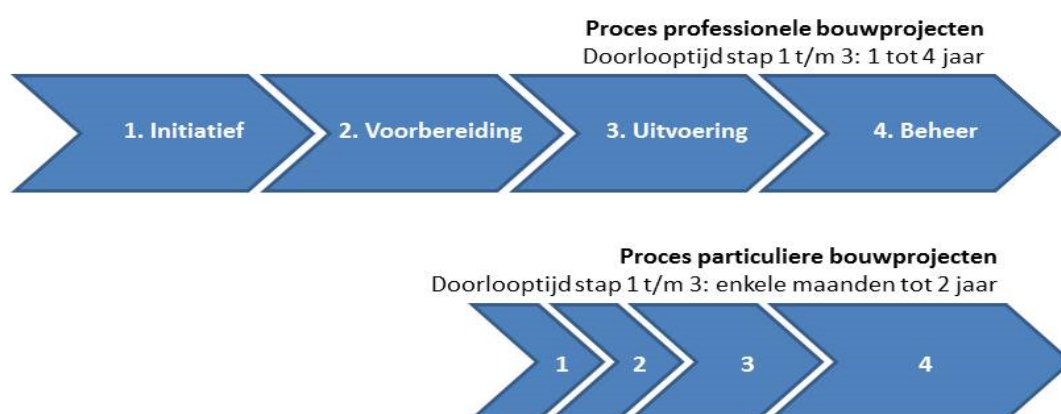 Proces professionele bouwprojecten
Doorlooptijd stap 1 t/m 3: 1 tot 4 jaar
1. Initiatief
2. Voorbereiding
3. Uitvoering
4. Beheer
Proces particuliere bouwprojecten
Doorlooptijd stap 1 t/m 3: enkele maanden tot 2 jaar
1
2
3
4